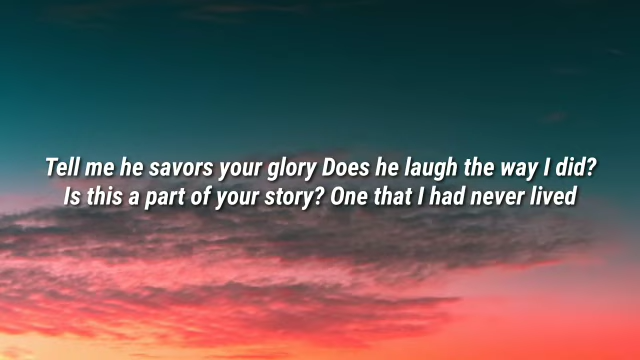 Tell me he savors your glory Does he laugh the way I did?
Is this a part of your story? One that I had never lived